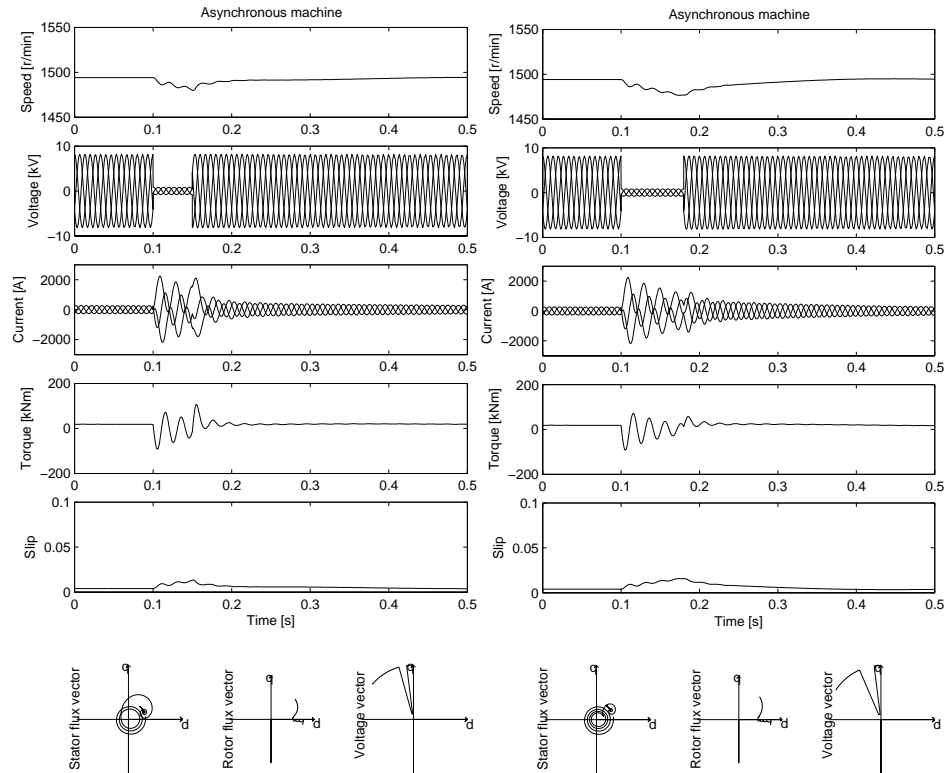 Asynchronous machine
Speed [r/min]
1550
1500
1450
0 0.1 0.2 0.3 0.4 0.5
Voltage [kV]
10
0
−10
0 0.1 0.2 0.3 0.4 0.5
Current [A]
2000
0
−2000
0 0.1 0.2 0.3 0.4 0.5
Torque [kNm]
200
0
−200
0 0.1 0.2 0.3 0.4 0.5
Slip
0.1
0.05
0
0 0.1 0.2 0.3 0.4 0.5
Time [s]
Stator flux vector
q
d
Rotor flux vector
q
d
Voltage vector
q
d
Asynchronous machine
Speed [r/min]
1550
1500
1450
0 0.1 0.2 0.3 0.4 0.5
Voltage [kV]
10
0
−10
0 0.1 0.2 0.3 0.4 0.5
Current [A]
2000
0
−2000
0 0.1 0.2 0.3 0.4 0.5
Torque [kNm]
200
0
−200
0 0.1 0.2 0.3 0.4 0.5
Slip
0.1
0.05
0
0 0.1 0.2 0.3 0.4 0.5
Time [s]
Stator flux vector
q
d
Rotor flux vector
q
d
Voltage vector
q
d